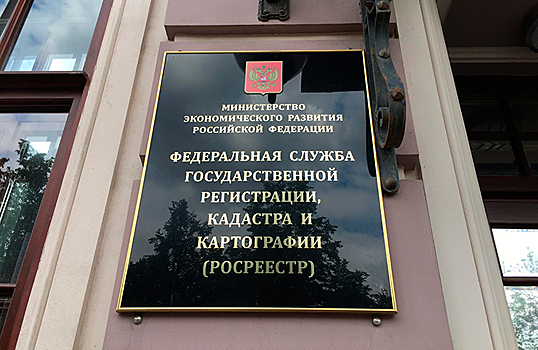 МИНИСТЕРСТВО
ЭКОНОМИЧЕСКОГО РАЗВИТИЯ
РОССИЙСКОЙ ФЕДЕРАЦИИ
ФЕДЕРАЛЬНАЯ СЛУЖБА
ГОСУДАРСТВЕННОЙ
РЕГИСТРАЦИИ,
КАДАСТРА И
КАРТОГРАФИИ
(РОСРЕЕСТР)